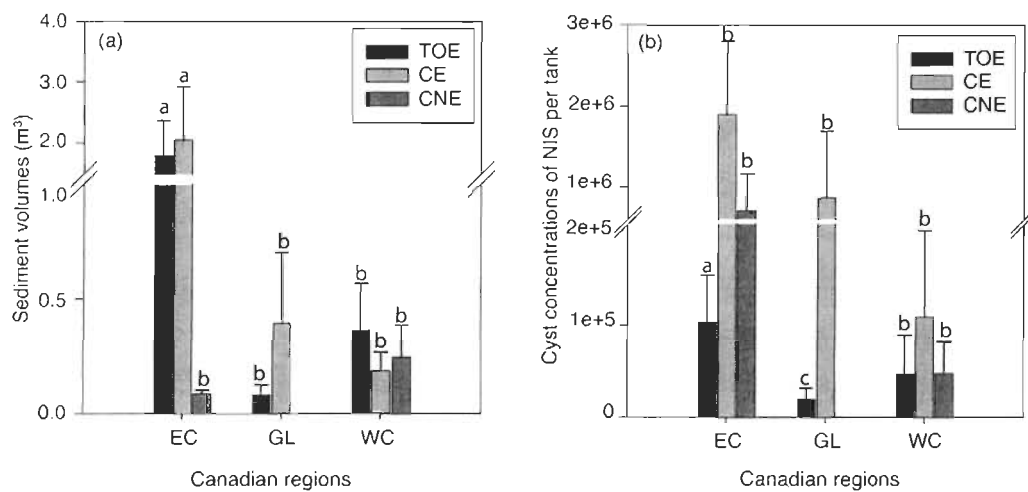 (a)
TOE
CE
CNE
Sediment volumes (m³)
4.0
3.0
2.0
1.0
0.5
0.0
a
a
b
b
b
b
b
b
EC
GL
WC
Canadian regions
(b)
TOE
CE
CNE
Cyst concentrations of NIS per tank
3e+6
2e+6
1e+6
2e+5
1e+5
0
a
b
b
c
b
b
b
b
EC
GL
WC
Canadian regions